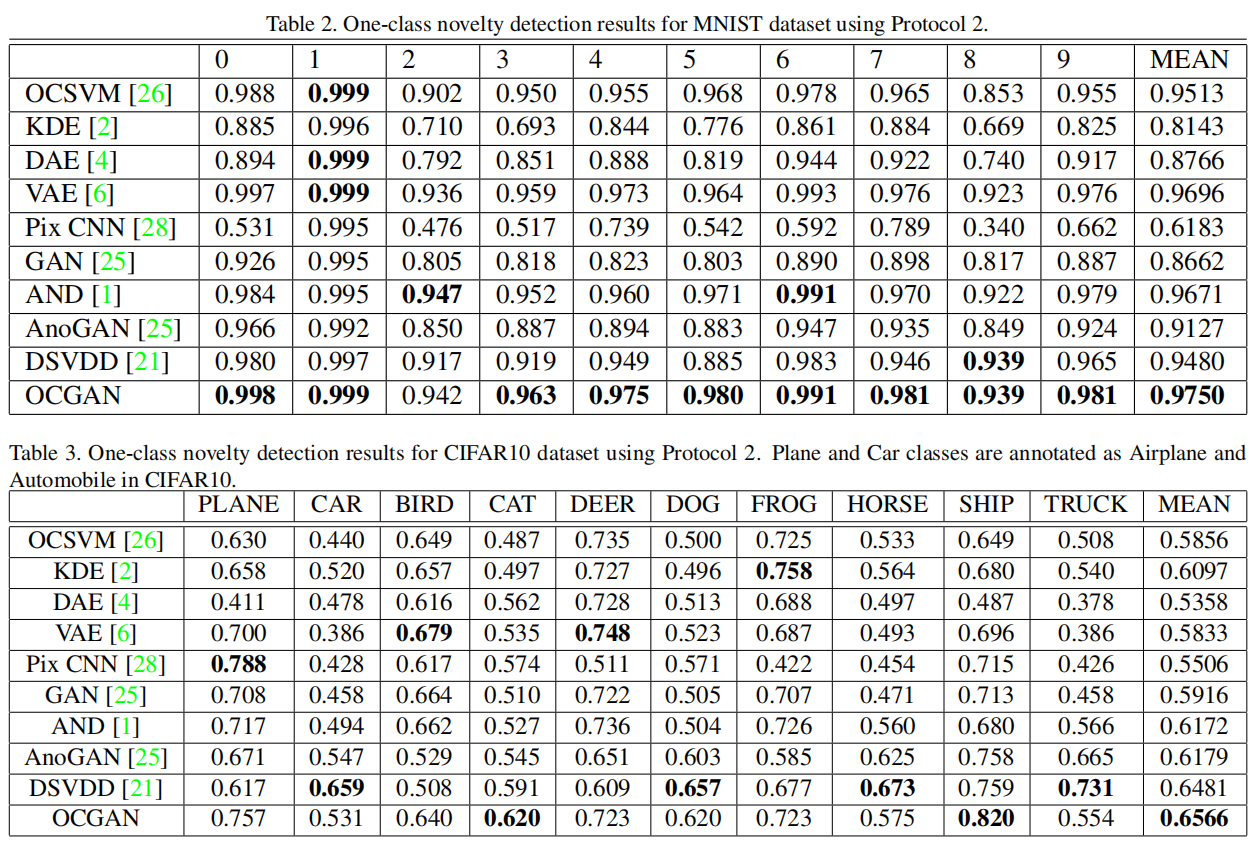 Table 2. One-class novelty detection results for MNIST dataset using Protocol 2.
0 1 2 3 4 5 6 7 8 9 MEAN
OCSVM [26] 0.988 0.999 0.902 0.950 0.955 0.968 0.978 0.965 0.853 0.955 0.9513
KDE [2] 0.885 0.996 0.710 0.693 0.844 0.776 0.861 0.884 0.669 0.825 0.8143
DAE [4] 0.894 0.999 0.792 0.851 0.888 0.819 0.944 0.922 0.740 0.917 0.8766
VAE [6] 0.997 0.999 0.936 0.959 0.973 0.964 0.993 0.976 0.923 0.976 0.9696
Pix CNN [28] 0.531 0.995 0.476 0.517 0.739 0.542 0.592 0.789 0.340 0.662 0.6183
GAN [25] 0.926 0.995 0.805 0.818 0.823 0.803 0.890 0.898 0.817 0.887 0.8662
AND [1] 0.984 0.995 0.947 0.952 0.960 0.971 0.991 0.970 0.922 0.979 0.9671
AnoGAN [25] 0.966 0.992 0.850 0.887 0.894 0.883 0.947 0.935 0.849 0.924 0.9127
DSVDD [21] 0.980 0.997 0.917 0.919 0.949 0.885 0.983 0.946 0.939 0.965 0.9480
OCGAN 0.998 0.999 0.942 0.963 0.975 0.980 0.991 0.981 0.939 0.981 0.9750
Table 3. One-class novelty detection results for CIFAR10 dataset using Protocol 2. Plane and Car classes are annotated as Airplane and
Automobile in CIFAR10.
PLANE CAR BIRD CAT DEER DOG FROG HORSE SHIP TRUCK MEAN
OCSVM [26] 0.630 0.440 0.649 0.487 0.735 0.500 0.725 0.533 0.649 0.508 0.5856
KDE [2] 0.658 0.520 0.657 0.497 0.727 0.496 0.758 0.564 0.680 0.540 0.6097
DAE [4] 0.411 0.478 0.616 0.562 0.728 0.513 0.688 0.497 0.487 0.378 0.5358
VAE [6] 0.700 0.386 0.679 0.535 0.748 0.523 0.687 0.493 0.696 0.386 0.5833
Pix CNN [28] 0.788 0.428 0.617 0.574 0.511 0.571 0.422 0.454 0.715 0.426 0.5506
GAN [25] 0.708 0.458 0.664 0.510 0.722 0.505 0.707 0.471 0.713 0.458 0.5916
AND [1] 0.717 0.494 0.662 0.527 0.736 0.504 0.726 0.560 0.680 0.566 0.6172
AnoGAN [25] 0.671 0.547 0.529 0.545 0.651 0.603 0.585 0.625 0.758 0.665 0.6179
DSVDD [21] 0.617 0.659 0.508 0.591 0.609 0.657 0.677 0.673 0.759 0.731 0.6481
OCGAN 0.757 0.531 0.640 0.620 0.723 0.620 0.723 0.575 0.820 0.554 0.6566